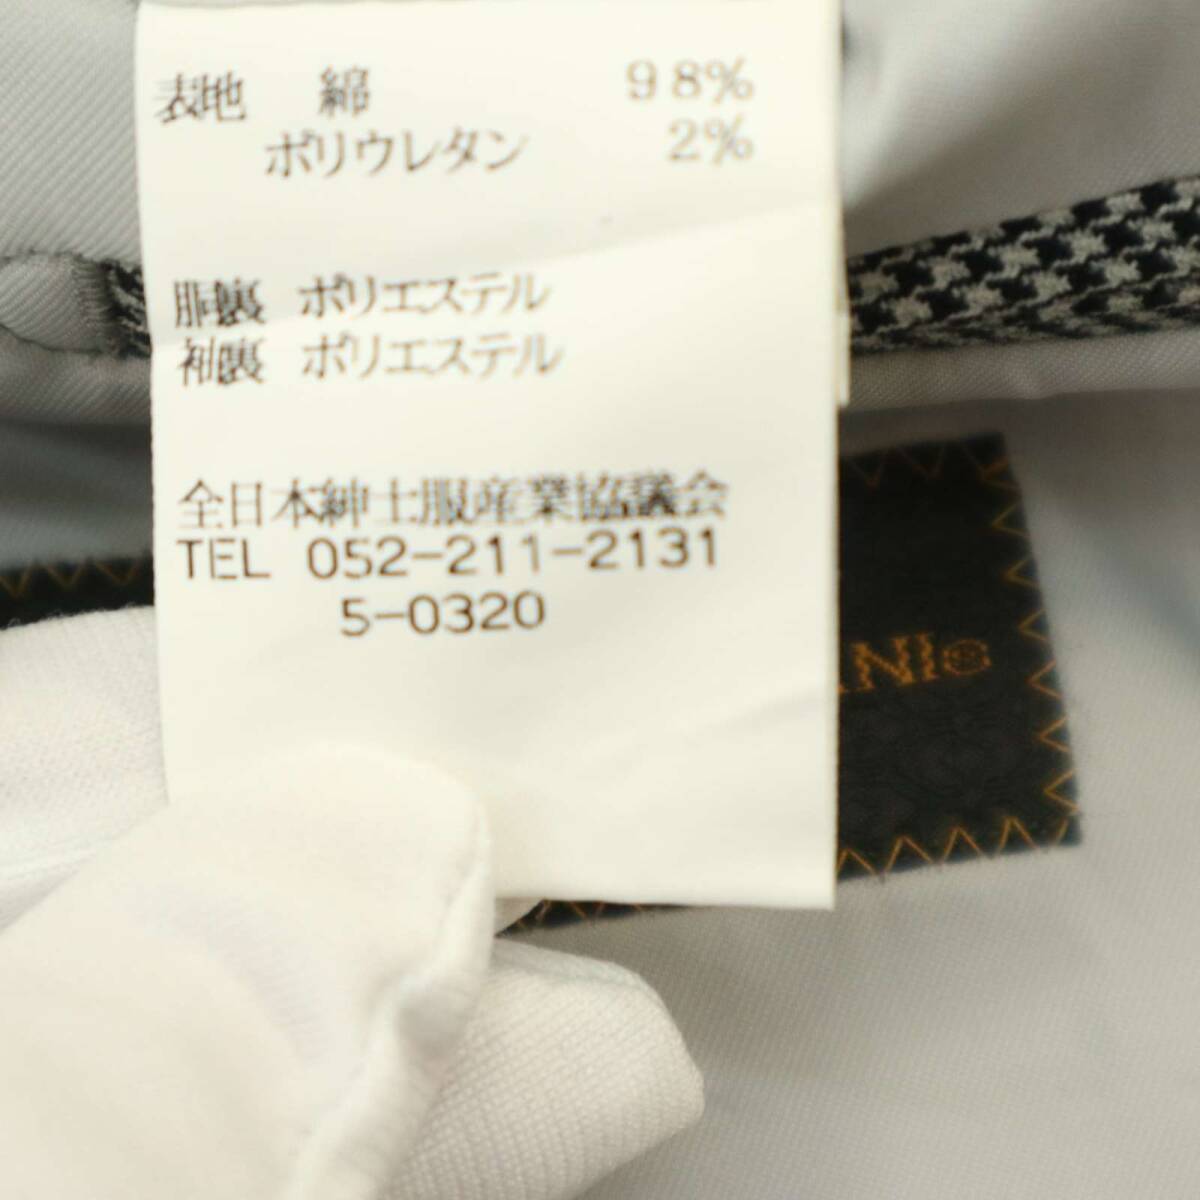 表地 綿 98%
ポリウレタン 2%
胴裏 ポリエステル
袖裏 ポリエステル
全日本紳士服産業協議会
TEL 052-211-2131
5-0320